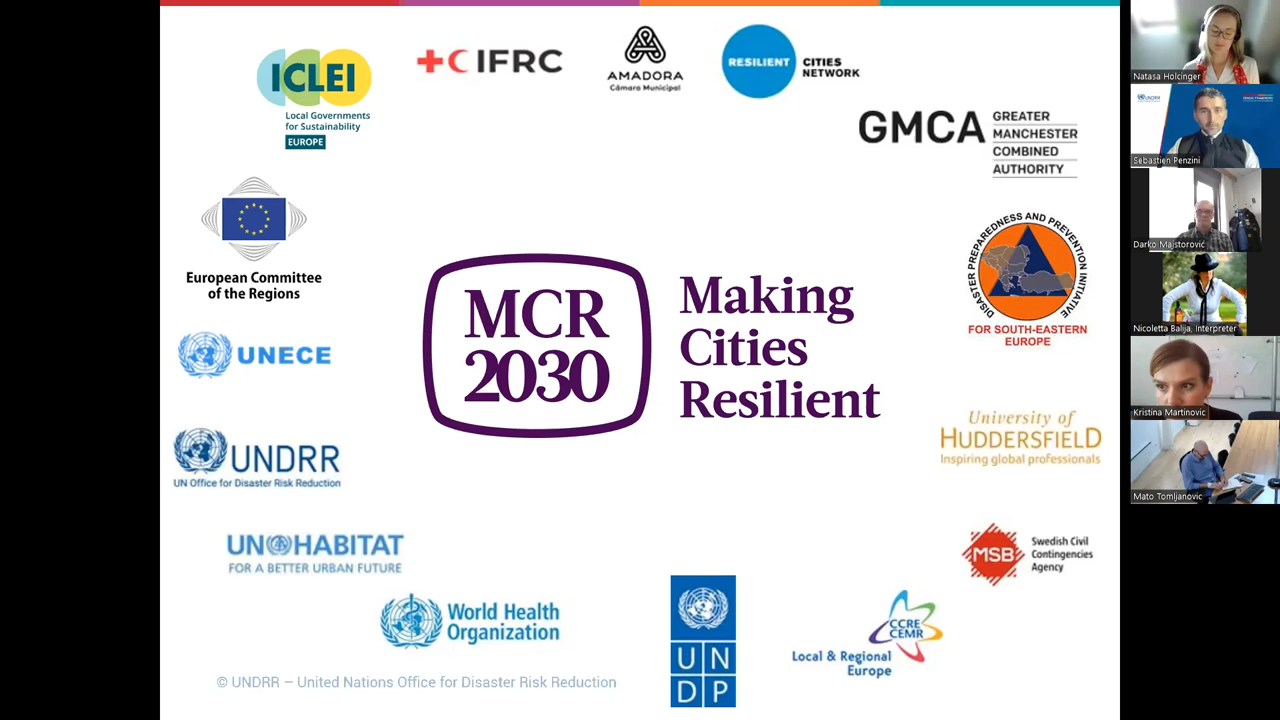 ICLEI
Local Governments
for Sustainability
EUROPE
IFRC
AMADORA
Câmara Municipal
RESILIENT
CITIES
NETWORK
GMCA
GREATER
MANCHESTER
COMBINED
AUTHORITY
European Committee
of the Regions
DISASTER PREPAREDNESS AND PREVENTION INITIATIVE
FOR SOUTH-EASTERN
EUROPE
MCR
2030
Making
Cities
Resilient
UNECE
University of
HUDDERSFIELD
Inspiring global professionals
UNDRR
UN Office for Disaster Risk Reduction
UN HABITAT
FOR A BETTER URBAN FUTURE
MSB
Swedish Civil
Contingencies
Agency
World Health
Organization
UN
DP
CCRE
CEMR
Local & Regional
Europe
© UNDRR – United Nations Office for Disaster Risk Reduction
Natasa Holcinger
UNDRR
Sebastien Penzini
Darko Majstorović
Nicoletta Balija, Interpreter
Kristina Martinovic
Mato Tomljanovic